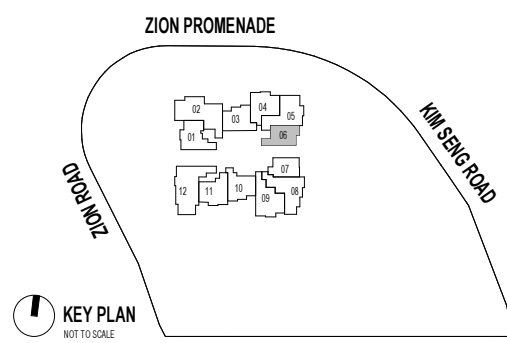 ZION PROMENADE
KIM SENG ROAD
ZION ROAD
02
04
03
05
01
06
07
12
11
10
09
08
KEY PLAN
NOT TO SCALE